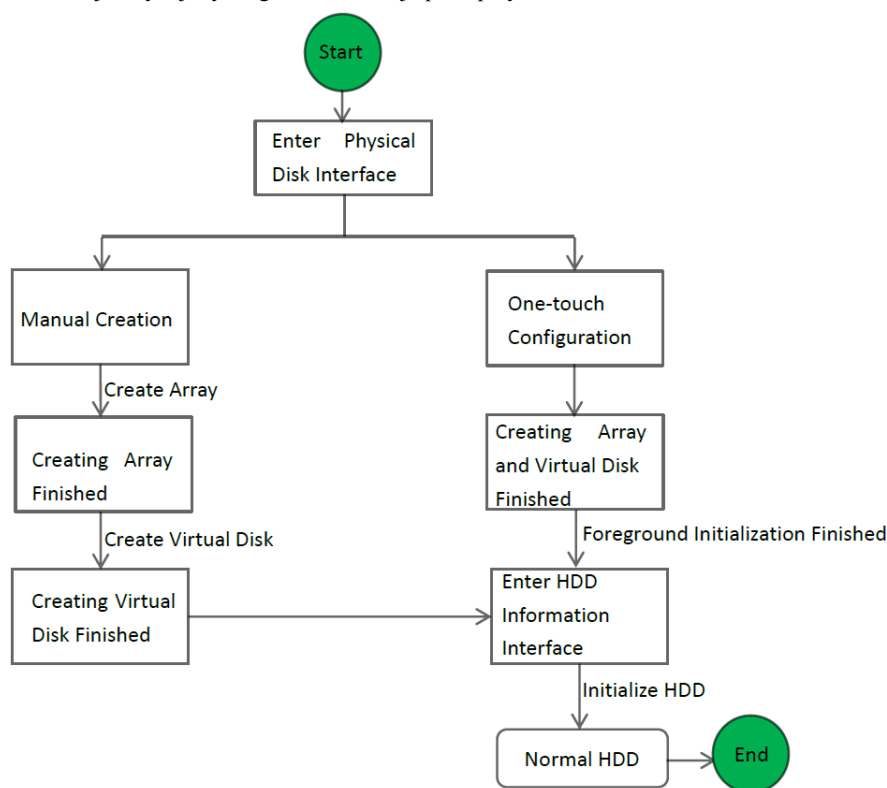 Start
Enter Physical
Disk Interface
Manual Creation
One-touch
Configuration
Create Array
Creating Array
Finished
Creating Array
and Virtual Disk
Finished
Create Virtual Disk
Foreground Initialization Finished
Creating Virtual
Disk Finished
Enter HDD
Information
Interface
Initialize HDD
Normal HDD
End